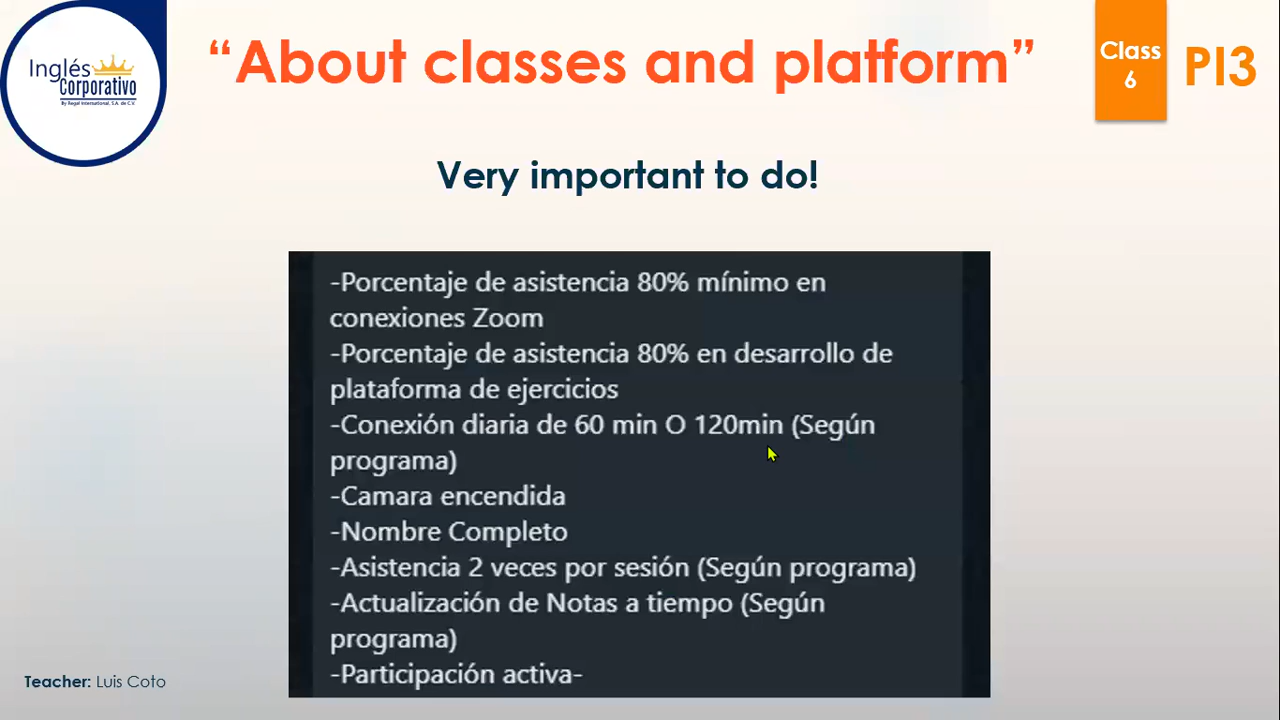 Inglés
Corporativo
By Regal International, S.A. de C.V.
“About classes and platform”
Class
6
PI3
Very important to do!
-Porcentaje de asistencia 80% mínimo en
conexiones Zoom
-Porcentaje de asistencia 80% en desarrollo de
plataforma de ejercicios
-Conexión diaria de 60 min O 120min (Según
programa)
-Camara encendida
-Nombre Completo
-Asistencia 2 veces por sesión (Según programa)
-Actualización de Notas a tiempo (Según
programa)
-Participación activa-
Teacher: Luis Coto